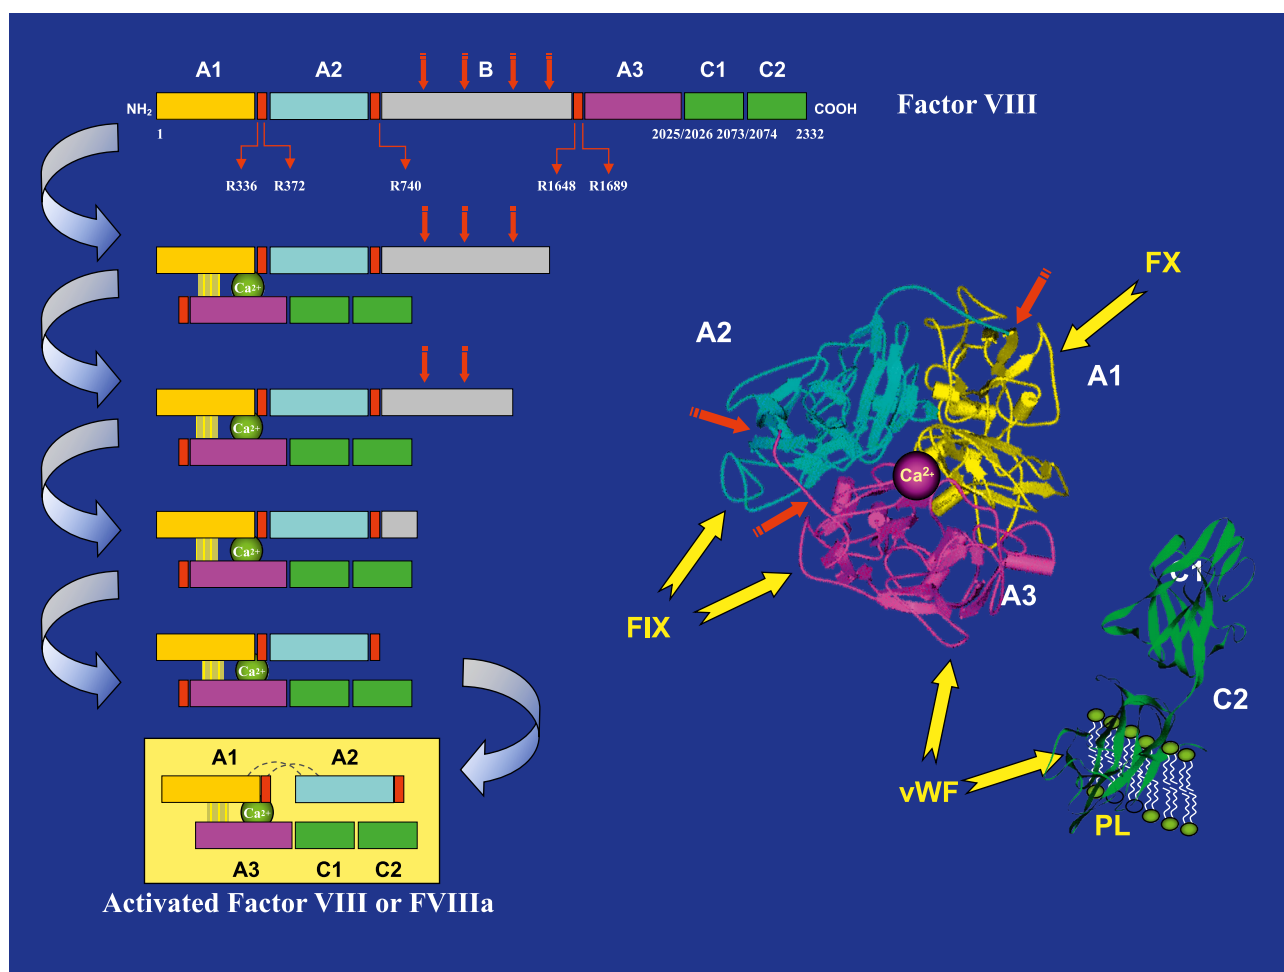 A1 A2 B A3 C1 C2
NH2 COOH Factor VIII
1 2025/2026 2073/2074 2332
R336 R372 R740 R1648 R1689
Ca2+
Ca2+
Ca2+
Ca2+
A1 A2
Ca2+
A3 C1 C2
Activated Factor VIII or FVIIIa
FX
A2
A1
Ca2+
C1
A3
FIX
C2
vWF
PL